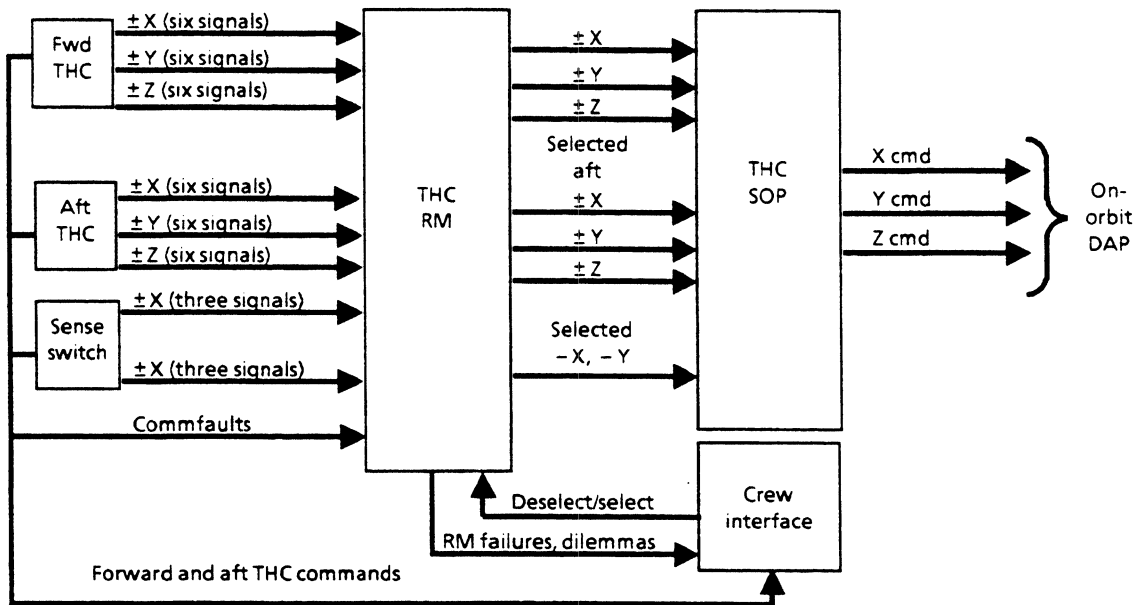 Fwd
THC
± X (six signals)
± Y (six signals)
± Z (six signals)
Aft
THC
± X (six signals)
± Y (six signals)
± Z (six signals)
Sense
switch
± X (three signals)
± X (three signals)
Commfaults
THC
RM
± X
± Y
± Z
Selected
aft
± X
± Y
± Z
Selected
– X, – Y
THC
SOP
X cmd
Y cmd
Z cmd
On-
orbit
DAP
Deselect/select
RM failures, dilemmas
Crew
interface
Forward and aft THC commands